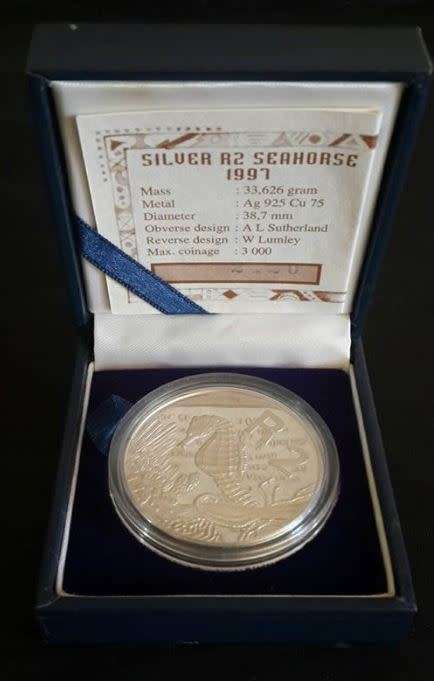 SILVER R2 SEAHORSE
1997
Mass : 33,626 gram
Metal : Ag 925 Cu 75
Diameter : 38,7 mm
Obverse design : A L Sutherland
Reverse design : W Lumley
Max. coinage : 3 000
R2